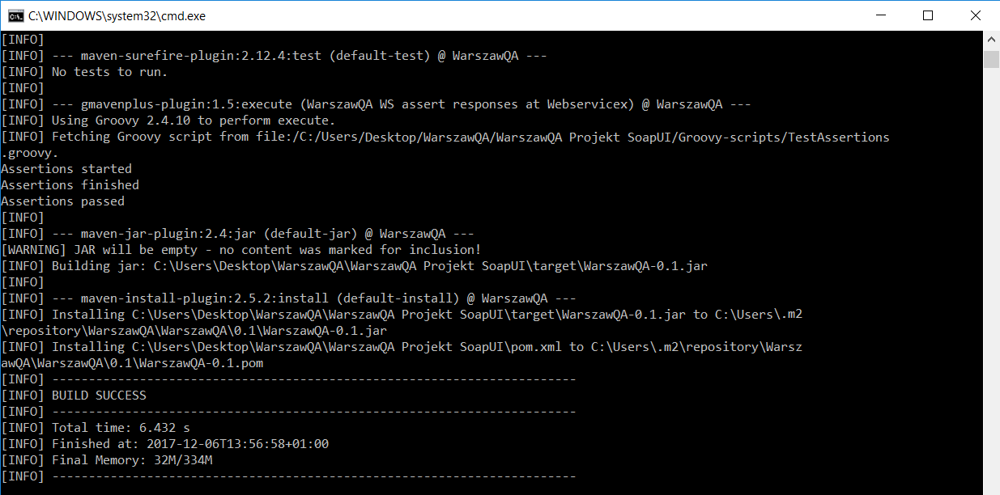 C:\WINDOWS\system32\cmd.exe
[INFO]
[INFO] --- maven-surefire-plugin:2.12.4:test (default-test) @ WarszawQA ---
[INFO] No tests to run.
[INFO]
[INFO] --- gmavenplus-plugin:1.5:execute (WarszawQA WS assert responses at Webservicex) @ WarszawQA ---
[INFO] Using Groovy 2.4.10 to perform execute.
[INFO] Fetching Groovy script from file:/C:/Users/Desktop/WarszawQA/WarszawQA Projekt SoapUI/Groovy-scripts/TestAssertions
.groovy.
Assertions started
Assertions finished
Assertions passed
[INFO]
[INFO] --- maven-jar-plugin:2.4:jar (default-jar) @ WarszawQA ---
[WARNING] JAR will be empty - no content was marked for inclusion!
[INFO] Building jar: C:\Users\Desktop\WarszawQA\WarszawQA Projekt SoapUI\target\WarszawQA-0.1.jar
[INFO]
[INFO] --- maven-install-plugin:2.5.2:install (default-install) @ WarszawQA ---
[INFO] Installing C:\Users\Desktop\WarszawQA\WarszawQA Projekt SoapUI\target\WarszawQA-0.1.jar to C:\Users\.m2
\repository\WarszawQA\WarszawQA\0.1\WarszawQA-0.1.jar
[INFO] Installing C:\Users\Desktop\WarszawQA\WarszawQA Projekt SoapUI\pom.xml to C:\Users\.m2\repository\Warsz
awQA\WarszawQA\0.1\WarszawQA-0.1.pom
[INFO] ------------------------------------------------------------------------
[INFO] BUILD SUCCESS
[INFO] ------------------------------------------------------------------------
[INFO] Total time: 6.432 s
[INFO] Finished at: 2017-12-06T13:56:58+01:00
[INFO] Final Memory: 32M/334M
[INFO] ------------------------------------------------------------------------